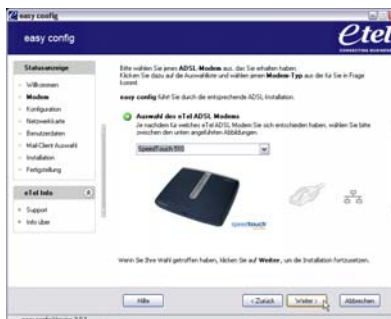 easy config
easy config
etel
CONNECTING BUSINESS
Statusanzeige
Willkommen
Modem
Konfiguration
Netzwerkkarte
Benutzerdaten
Mail-Client Auswahl
Installation
Fertigstellung
eTel Info
Support
Info über
Bitte wählen Sie jenes ADSL-Modem aus, das Sie erhalten haben.
Klicken Sie dazu auf die Auswahlliste und wählen jenen Modem-Typ aus der für Sie in Frage
kommt.
easy config führt Sie durch die entsprechende ADSL-Installation.
Auswahl des eTel ADSL Modems
Je nachdem für welches eTel ADSL Modem Sie sich entschieden haben, wählen Sie bitte
zwischen den unten angeführten Abbildungen.
SpeedTouch 510
speedtouch
Wenn Sie Ihre Wahl getroffen haben, klicken Sie auf Weiter, um die Installation fortzusetzen.
Hilfe
< Zurück
Weiter >
Abbrechen